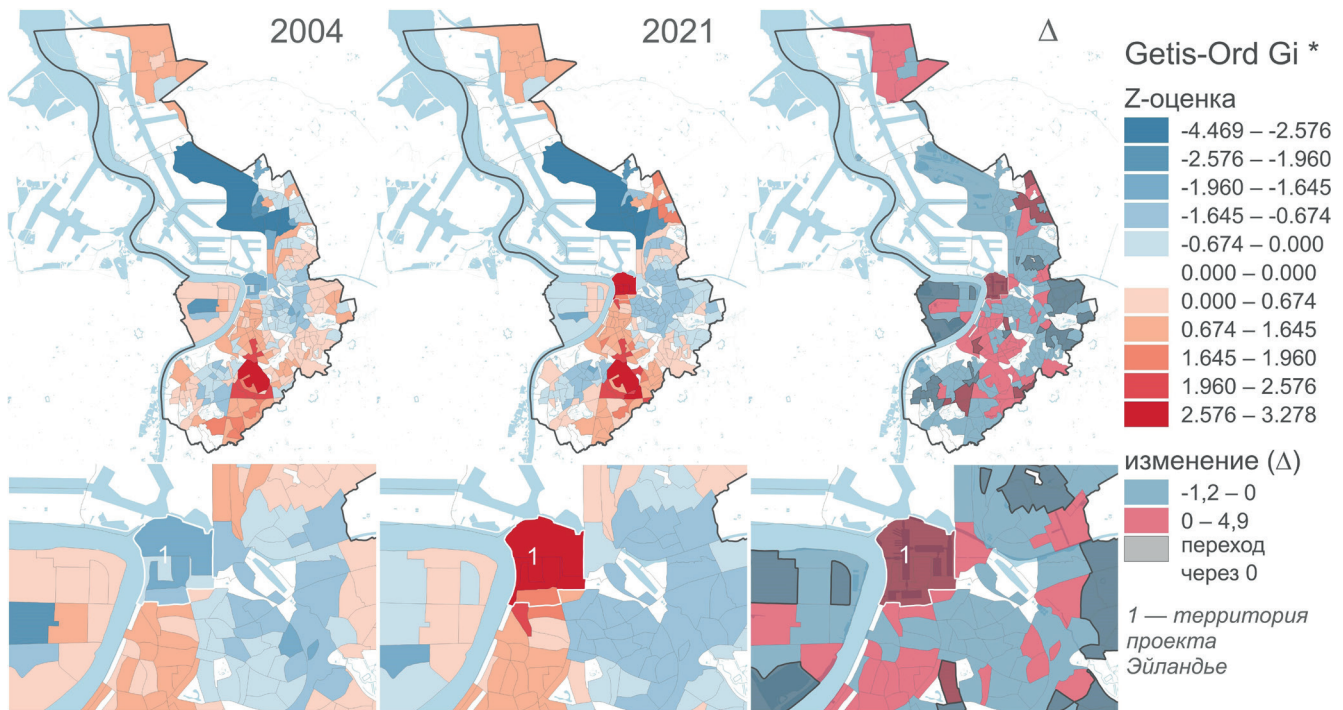 2004
2021
Δ
Getis-Ord Gi *
Z-оценка
-4.469 – -2.576
-2.576 – -1.960
-1.960 – -1.645
-1.645 – -0.674
-0.674 – 0.000
0.000 – 0.000
0.000 – 0.674
0.674 – 1.645
1.645 – 1.960
1.960 – 2.576
2.576 – 3.278
изменение (Δ)
-1,2 – 0
0 – 4,9
переход
через 0
1 — территория
проекта
Эйландье
1
1
1